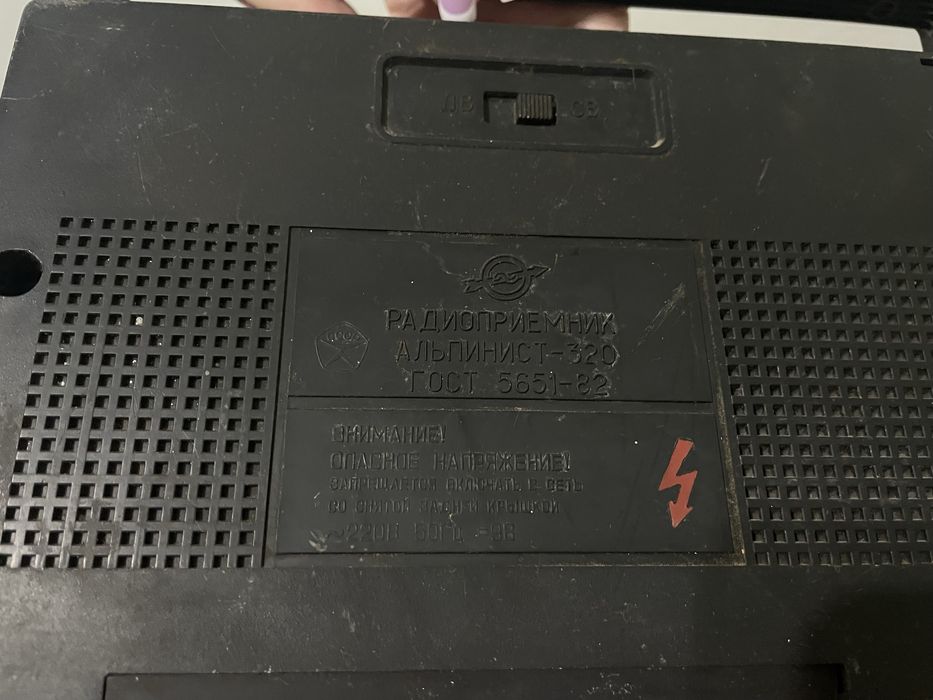 ДВ СВ
РАДИОПРИЕМНИК
АЛЬПИНИСТ-320
ГОСТ 5651-82
ВНИМАНИЕ!
ОПАСНОЕ НАПРЯЖЕНИЕ!
ЗАПРЕЩАЕТСЯ ВКЛЮЧАТЬ В СЕТЬ
СО СНЯТОЙ ЗАДНЕЙ КРЫШКОЙ
~220В 50Гц -9В